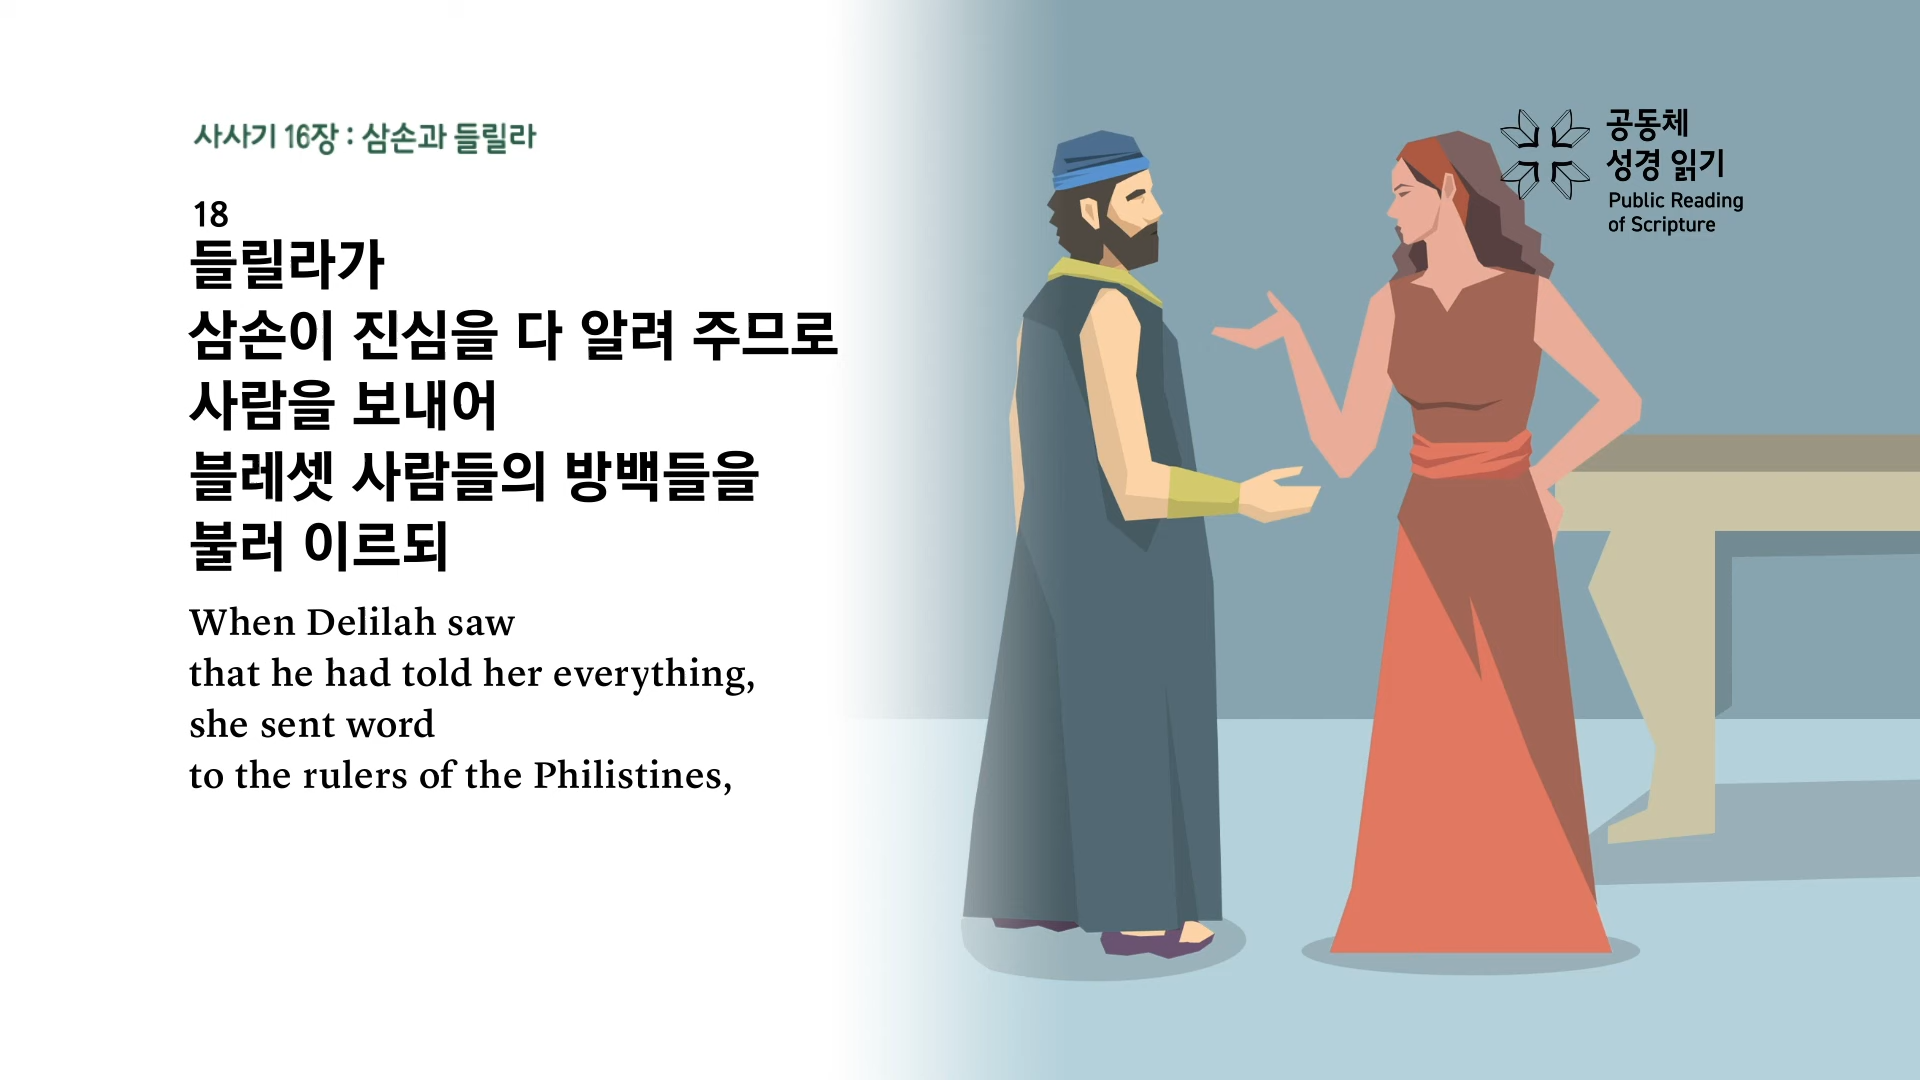 사사기 16장 : 삼손과 들릴라
18
들릴라가
삼손이 진심을 다 알려 주므로
사람을 보내어
블레셋 사람들의 방백들을
불러 이르되
When Delilah saw
that he had told her everything,
she sent word
to the rulers of the Philistines,
공동체
성경 읽기
Public Reading
of Scripture